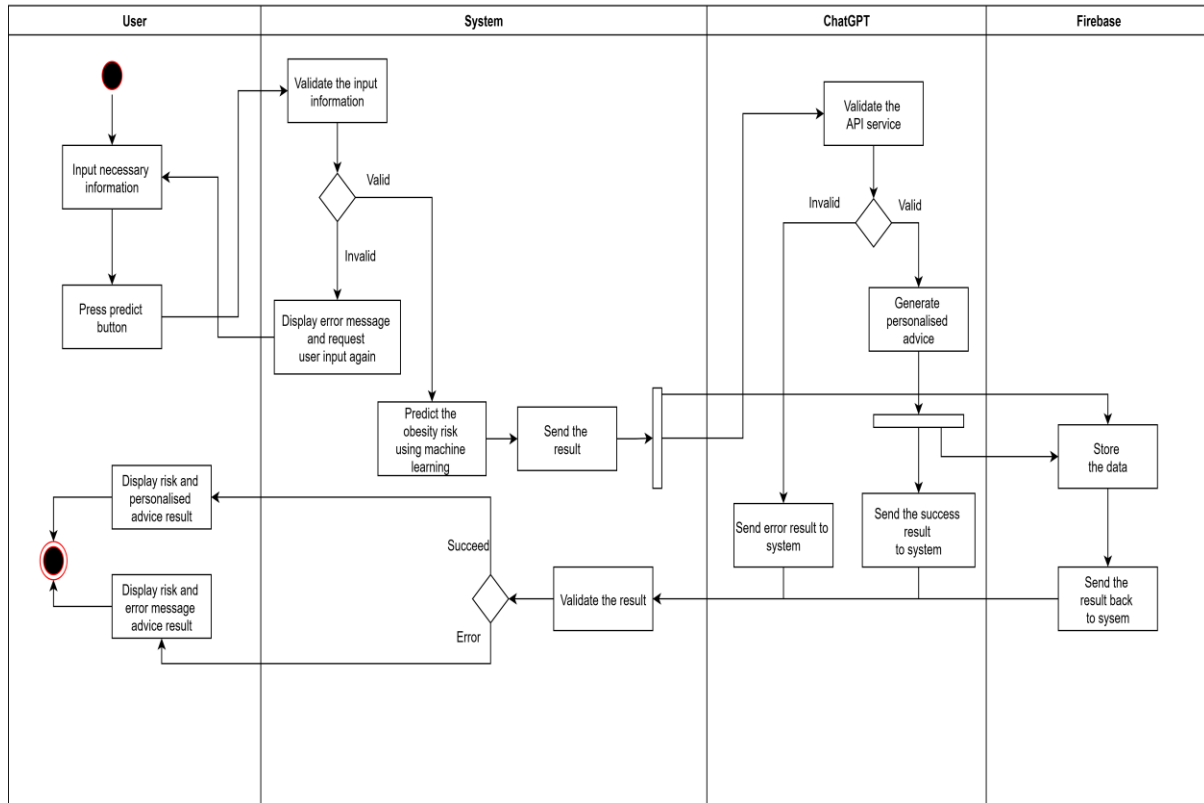 User
System
ChatGPT
Firebase
Validate the input
information
Validate the
API service
Input necessary
information
Valid
Invalid
Valid
Invalid
Press predict
button
Display error message
and request
user input again
Generate
personalised
advice
Predict the
obesity risk
using machine
learning
Send the
result
Store
the data
Display risk and
personalised
advice result
Send error result to
system
Send the success
result
to system
Succeed
Display risk and
error message
advice result
Validate the result
Send the
result back
to sysem
Error